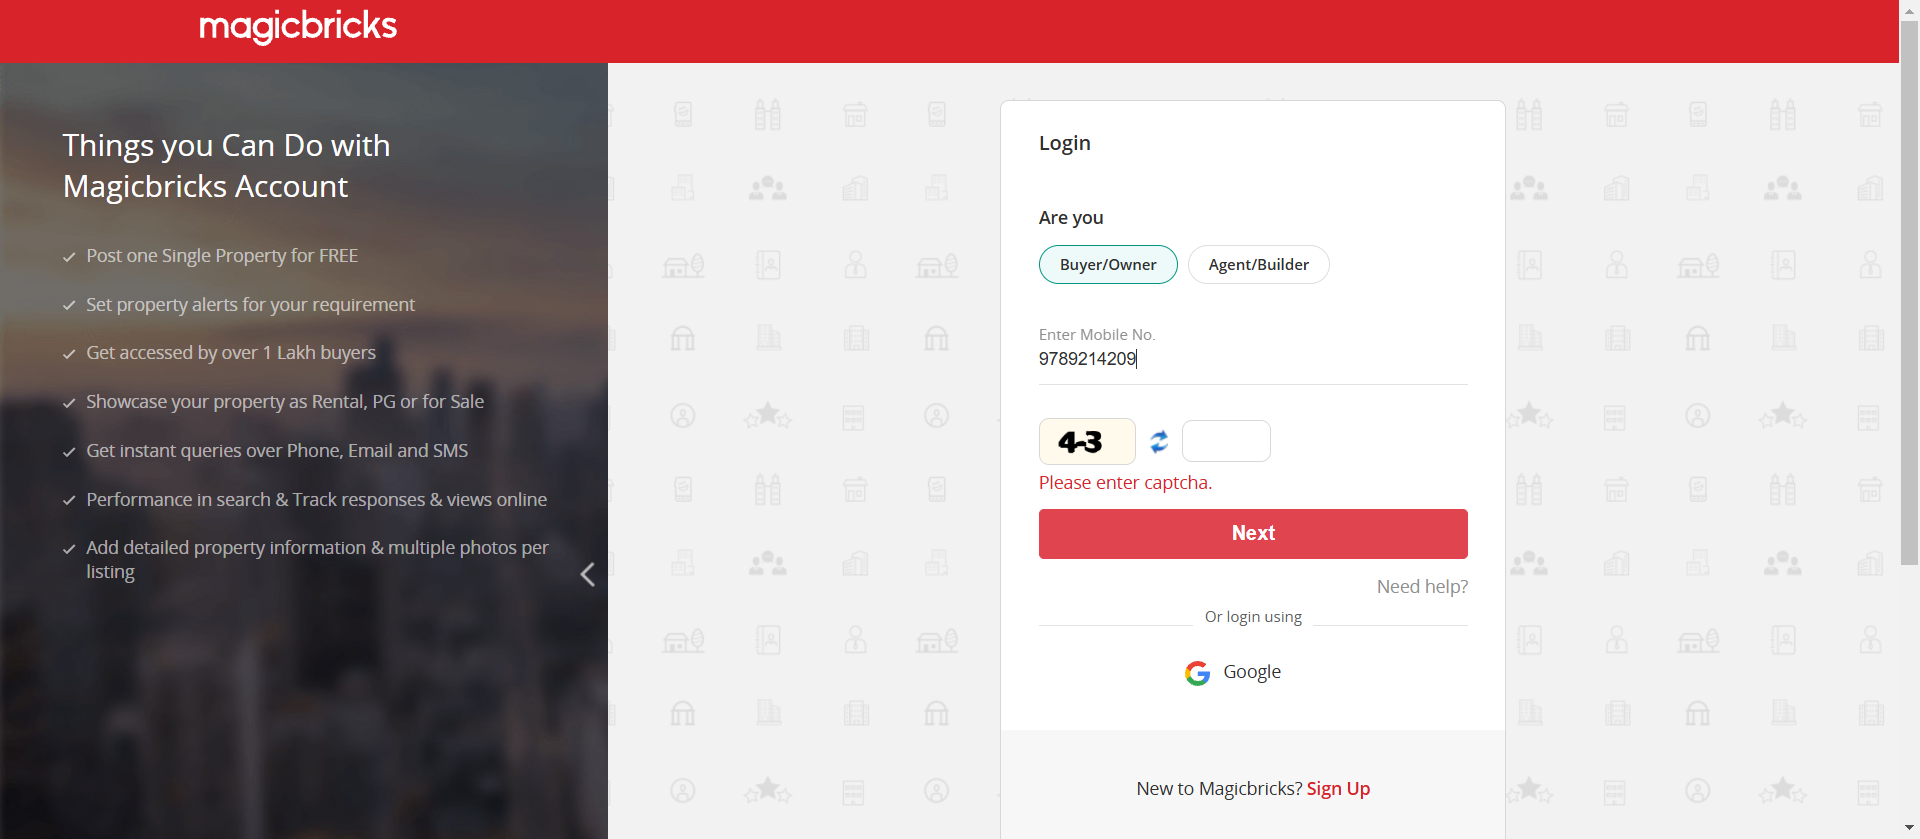 magicbricks
Things you Can Do with
Magicbricks Account
Post one Single Property for FREE
Set property alerts for your requirement
Get accessed by over 1 Lakh buyers
Showcase your property as Rental, PG or for Sale
Get instant queries over Phone, Email and SMS
Performance in search & Track responses & views online
Add detailed property information & multiple photos per
listing
Login
Are you
Buyer/Owner Agent/Builder
Enter Mobile No.
9789214209
4-3
Please enter captcha.
Next
Need help?
Or login using
Google
New to Magicbricks? Sign Up